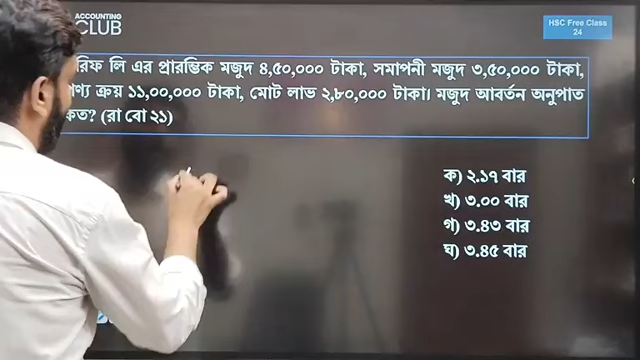 ACCOUNTING
CLUB
HSC Free Class
24
রিফ লি এর প্রারম্ভিক মজুদ ৪,৫০,০০০ টাকা, সমাপনী মজুদ ৩,৫০,০০০ টাকা,
ণ্য ক্রয় ১১,০০,০০০ টাকা, মোট লাভ ২,৮০,০০০ টাকা। মজুদ আবর্তন অনুপাত
কত? (রা বো ২১)
ক) ২.১৭ বার
খ) ৩.০০ বার
গ) ৩.৪৩ বার
ঘ) ৩.৪৫ বার